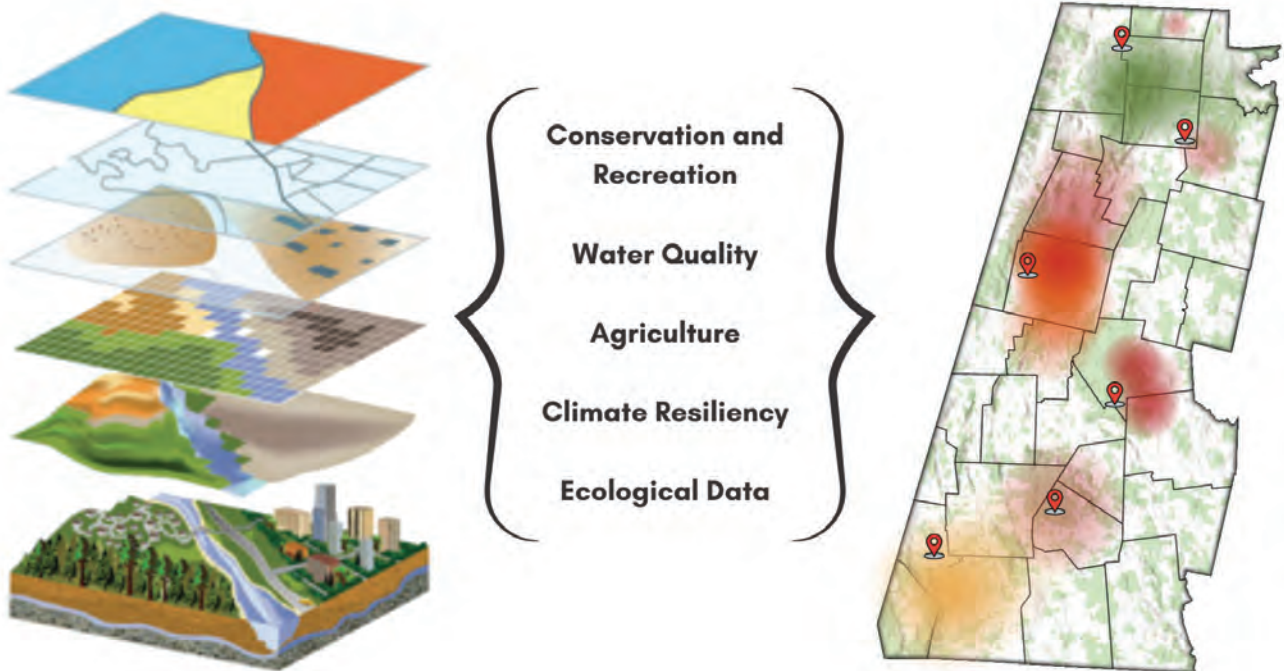 Conservation and
Recreation
Water Quality
Agriculture
Climate Resiliency
Ecological Data